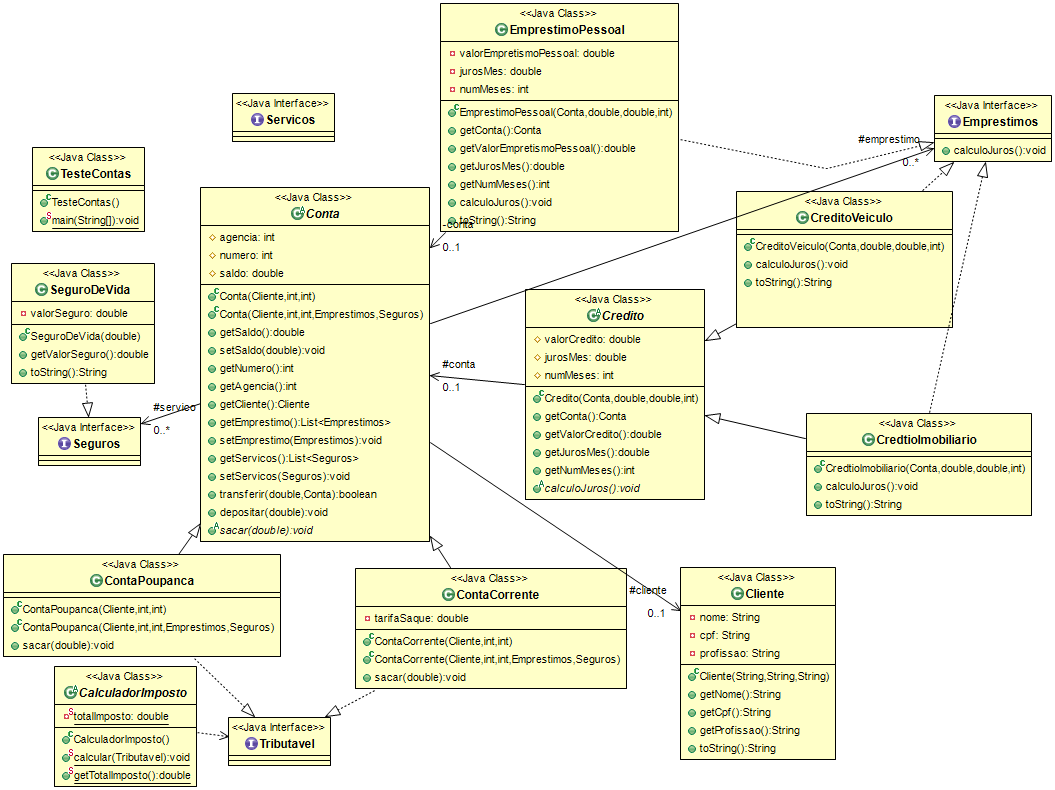 <<Java Class>>
EmprestimoPessoal
valorEmpretismoPessoal: double
jurosMes: double
numMeses: int
EmprestimoPessoal(Conta,double,double,int)
getConta():Conta
getValorEmpretismoPessoal():double
getJurosMes():double
getNumMeses():int
calculoJuros():void
toString():String
<<Java Interface>>
Servicos
<<Java Interface>>
Emprestimos
calculoJuros():void
#emprestimo
0..*
<<Java Class>>
TesteContas
TesteContas()
main(String[]):void
<<Java Class>>
Conta
agencia: int
numero: int
saldo: double
Conta(Cliente,int,int)
Conta(Cliente,int,int,Emprestimos,Seguros)
getSaldo():double
setSaldo(double):void
getNumero():int
getAgencia():int
getCliente():Cliente
getEmprestimo():List<Emprestimos>
setEmprestimo(Emprestimos):void
getServicos():List<Seguros>
setServicos(Seguros):void
transferir(double,Conta):boolean
depositar(double):void
sacar(double):void
-conta
0..1
<<Java Class>>
CreditoVeiculo
CreditoVeiculo(Conta,double,double,int)
calculoJuros():void
toString():String
<<Java Class>>
SeguroDeVida
valorSeguro: double
SeguroDeVida(double)
getValorSeguro():double
toString():String
<<Java Class>>
Credito
valorCredito: double
jurosMes: double
numMeses: int
Credito(Conta,double,double,int)
getConta():Conta
getValorCredito():double
getJurosMes():double
getNumMeses():int
calculoJuros():void
#conta
0..1
#servico
0..*
<<Java Interface>>
Seguros
<<Java Class>>
CredtioImobiliario
CredtioImobiliario(Conta,double,double,int)
calculoJuros():void
toString():String
<<Java Class>>
ContaPoupanca
ContaPoupanca(Cliente,int,int)
ContaPoupanca(Cliente,int,int,Emprestimos,Seguros)
sacar(double):void
<<Java Class>>
ContaCorrente
tarifaSaque: double
ContaCorrente(Cliente,int,int)
ContaCorrente(Cliente,int,int,Emprestimos,Seguros)
sacar(double):void
#cliente
0..1
<<Java Class>>
Cliente
nome: String
cpf: String
profissao: String
Cliente(String,String,String)
getNome():String
getCpf():String
getProfissao():String
toString():String
<<Java Class>>
CalculadorImposto
totalImposto: double
CalculadorImposto()
calcular(Tributavel):void
getTotalImposto():double
<<Java Interface>>
Tributavel